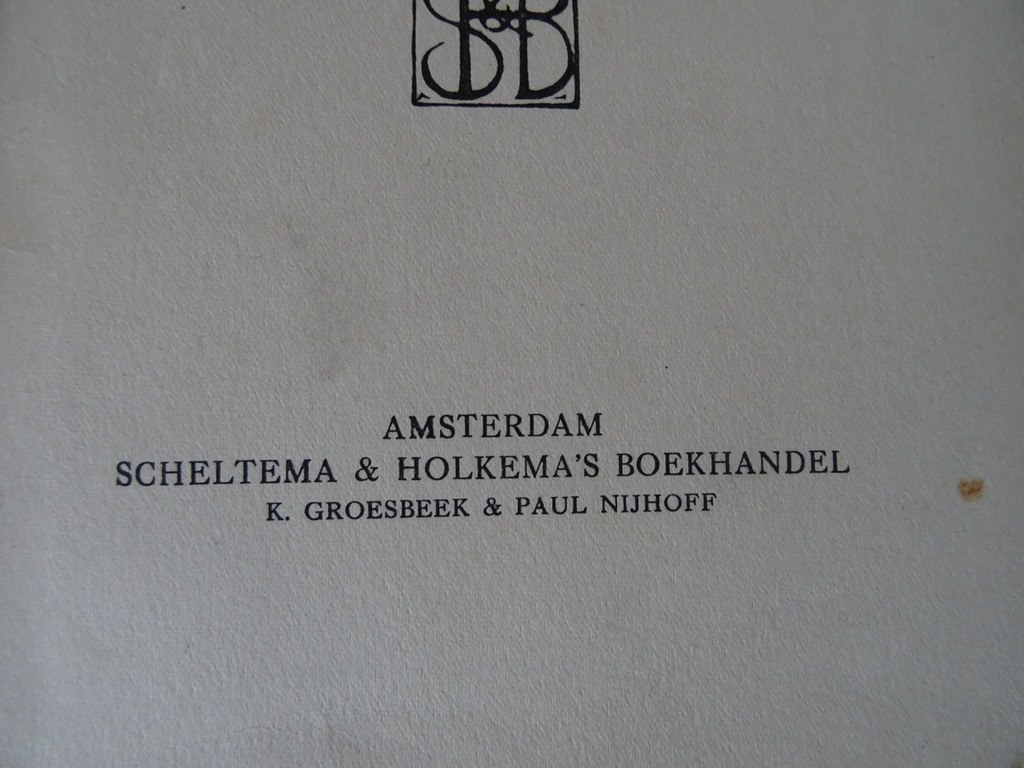 AMSTERDAM
SCHELTEMA & HOLKEMA'S BOEKHANDEL
K. GROESBEEK & PAUL NIJHOFF